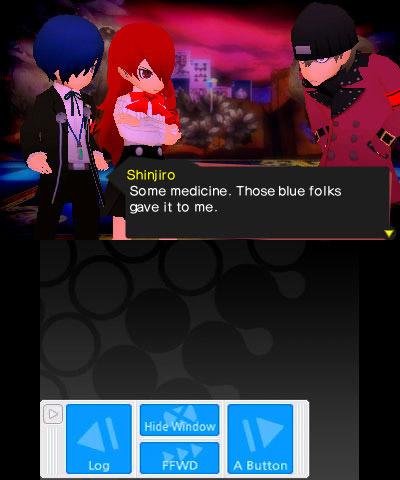 Shinjiro
Some medicine. Those blue folks
gave it to me.
Hide Window
Log
FFWD
A Button